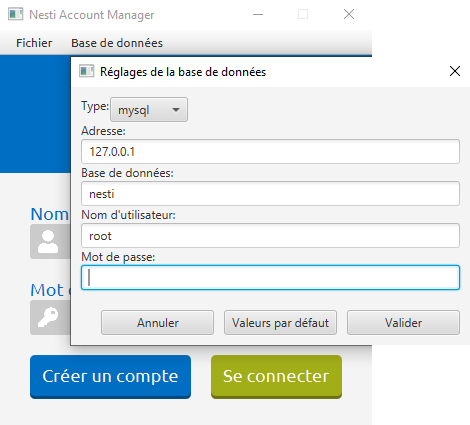 Nesti Account Manager
Fichier Base de données
Réglages de la base de données
Type: mysql
Adresse:
127.0.0.1
Base de données:
nesti
Nom d'utilisateur:
root
Mot de passe:
Annuler Valeurs par défaut Valider
Nom
Mot
Créer un compte Se connecter